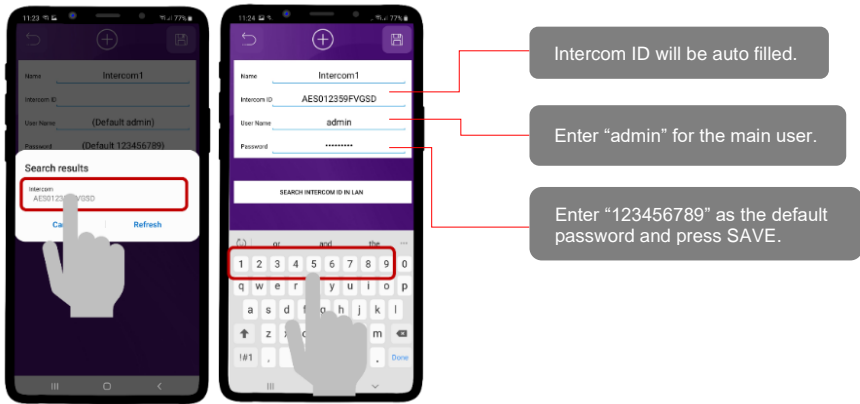 11:23
77%
Name Intercom1
Intercom ID
User Name (Default admin)
Password (Default 123456789)
Search results
Intercom
Refresh
11:24
77%
Name Intercom1
Intercom ID AES012359FVGSD
User Name admin
Password •••••••••
SEARCH INTERCOM ID IN LAN
or and the
1 2 3 4 5 6 7 8 9 0
q w e r y u i o p
a s d f g h j k l
z m
!#1 , . Done
Intercom ID will be auto filled.
Enter “admin” for the main user.
Enter “123456789” as the default
password and press SAVE.